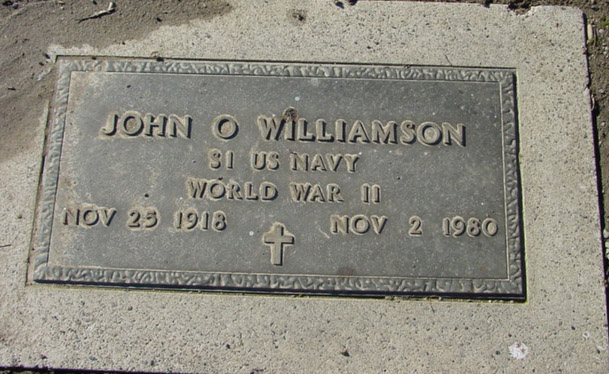 JOHN O WILLIAMSON
S1 US NAVY
WORLD WAR II
NOV 25 1918 NOV 2 1980